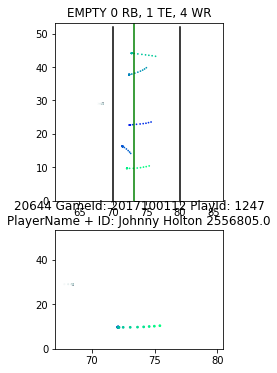 EMPTY 0 RB, 1 TE, 4 WR
50
40
30
20
10
0
65 70 75 80 85
20644 GameId: 2017100112 PlayId: 1247
PlayerName + ID: Johnny Holton 2556805.0
40
20
0
70 75 80